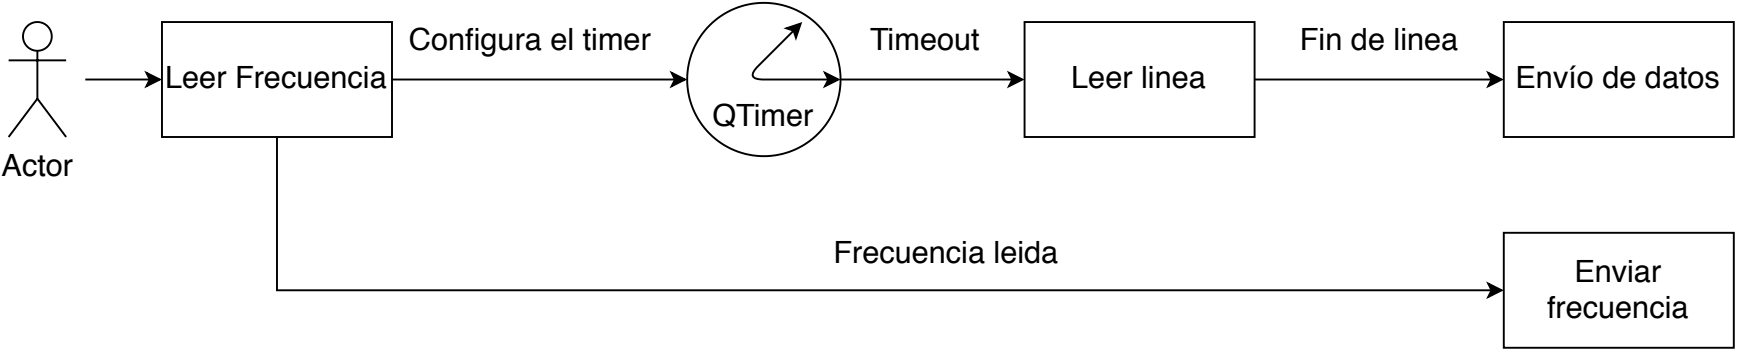 Configura el timer
Timeout
Fin de linea
Leer Frecuencia
Leer linea
Envío de datos
QTimer
Actor
Frecuencia leida
Enviar
frecuencia